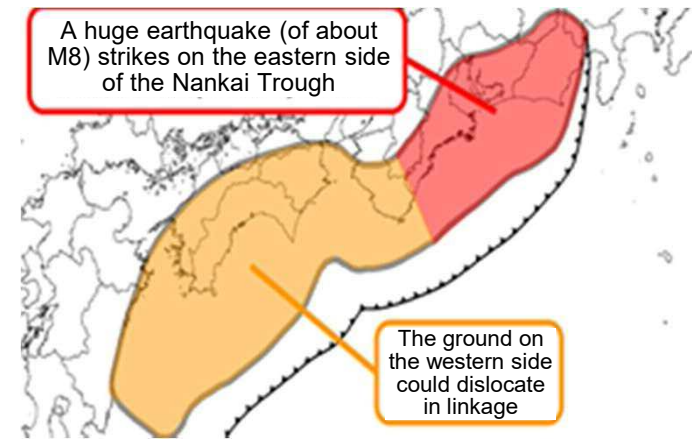 A huge earthquake (of about
M8) strikes on the eastern side
of the Nankai Trough
The ground on
the western side
could dislocate
in linkage